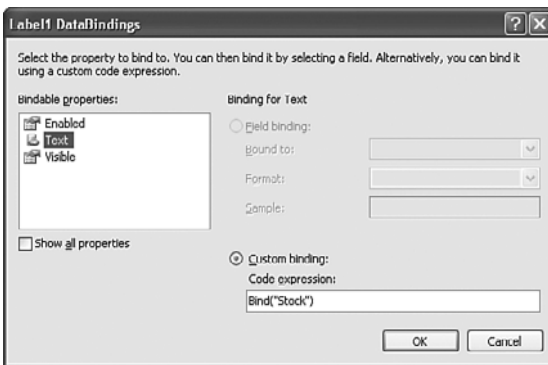 Label1 DataBindings
Select the property to bind to. You can then bind it by selecting a field. Alternatively, you can bind it
using a custom code expression.
Bindable properties:
Enabled
Text
Visible
Show all properties
Binding for Text
Field binding:
Bound to:
Format:
Sample:
Custom binding:
Code expression:
Bind("Stock")
OK
Cancel